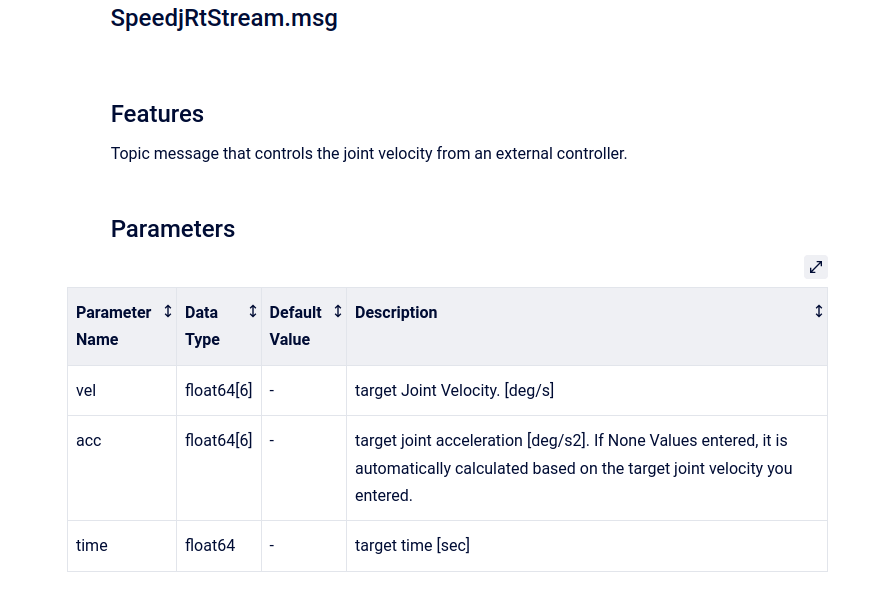 SpeedjRtStream.msg
Features
Topic message that controls the joint velocity from an external controller.
Parameters
Parameter Name
Data Type
Default Value
Description
vel
float64[6]
-
target Joint Velocity. [deg/s]
acc
float64[6]
-
target joint acceleration [deg/s2]. If None Values entered, it is
automatically calculated based on the target joint velocity you
entered.
time
float64
-
target time [sec]